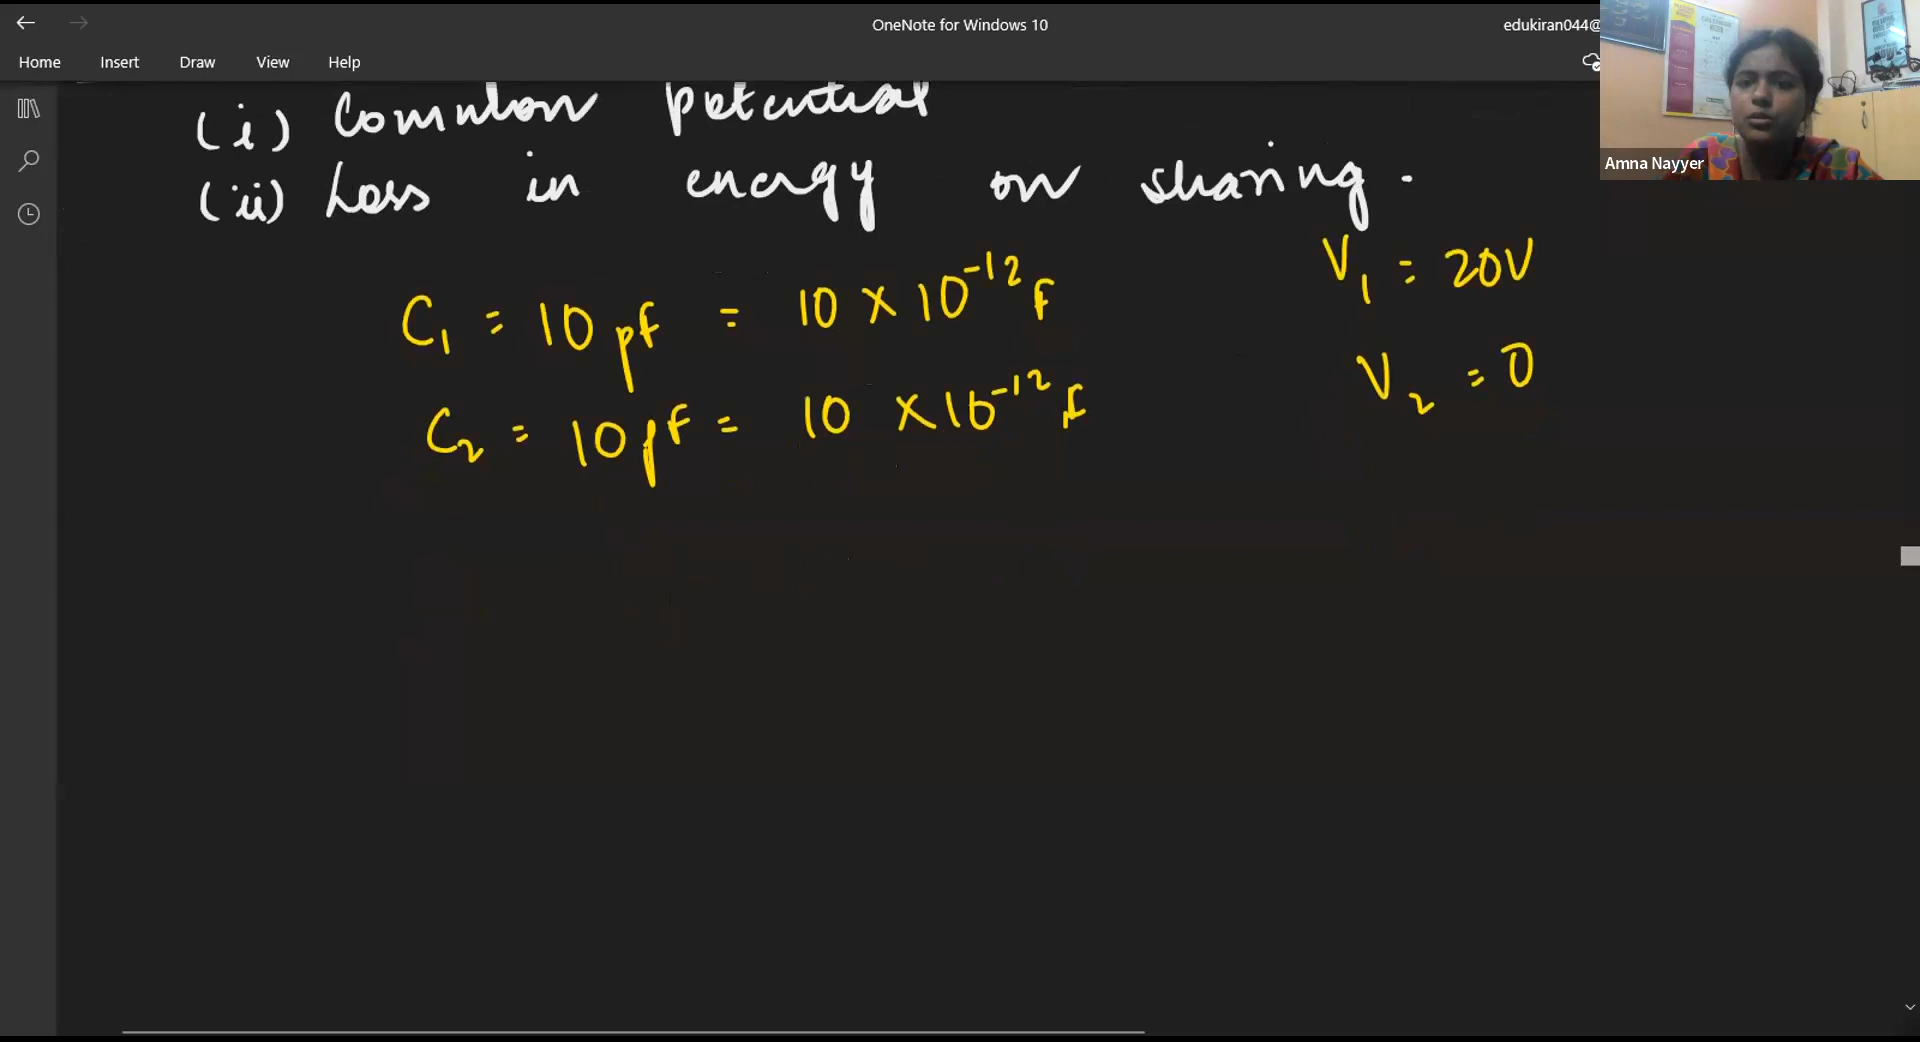 OneNote for Windows 10
edukiran044@
Home Insert Draw View Help
Amna Nayyer
(i) Common potential
(ii) Loss in energy on sharing.
C₁ = 10 pf = 10 × 10⁻¹² f
V₁ = 20V
C₂ = 10 pf = 10 × 10⁻¹² f
V₂ = 0